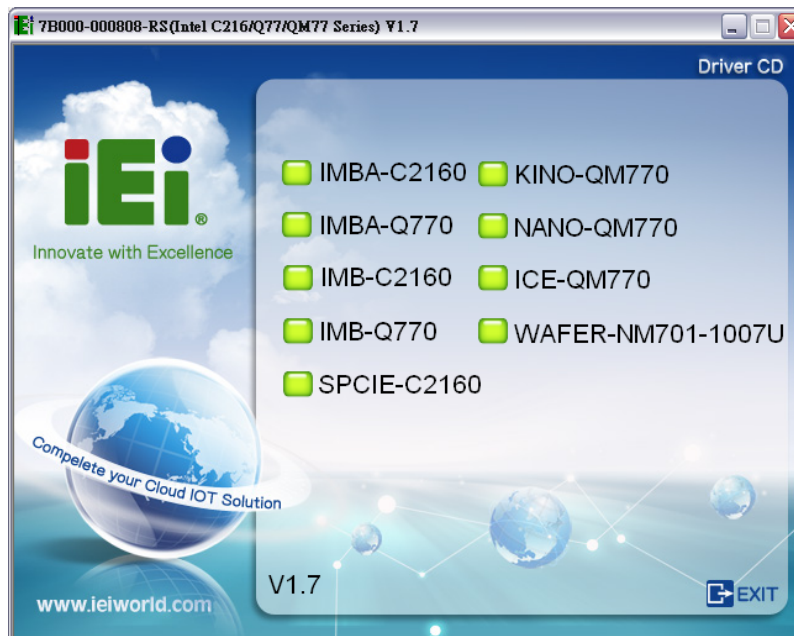 iEi 7B000-000808-RS(Intel C216/Q77/QM77 Series) V1.7
Driver CD
iEi®
Innovate with Excellence
IMBA-C2160
KINO-QM770
IMBA-Q770
NANO-QM770
IMB-C2160
ICE-QM770
IMB-Q770
WAFER-NM701-1007U
SPCIE-C2160
Compelete your Cloud IOT Solution
V1.7
EXIT
www.ieiworld.com